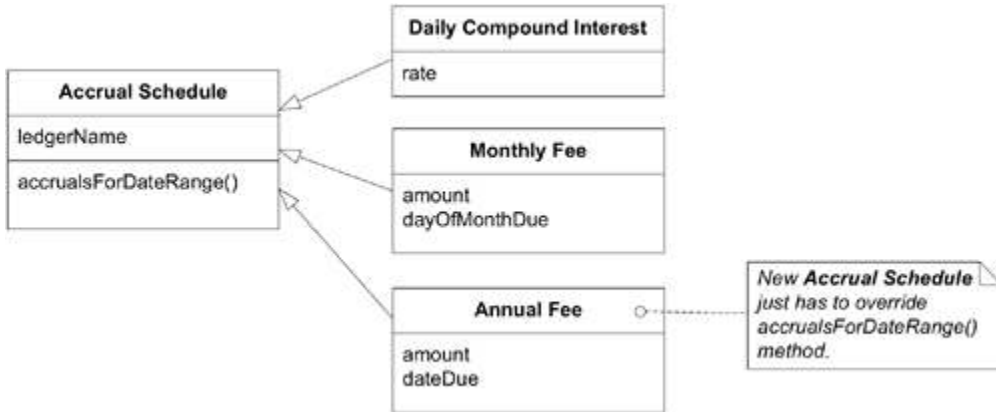 Daily Compound Interest
rate
Accrual Schedule
ledgerName
accrualsForDateRange()
Monthly Fee
amount
dayOfMonthDue
Annual Fee
amount
dateDue
New Accrual Schedule
just has to override
accrualsForDateRange()
method.